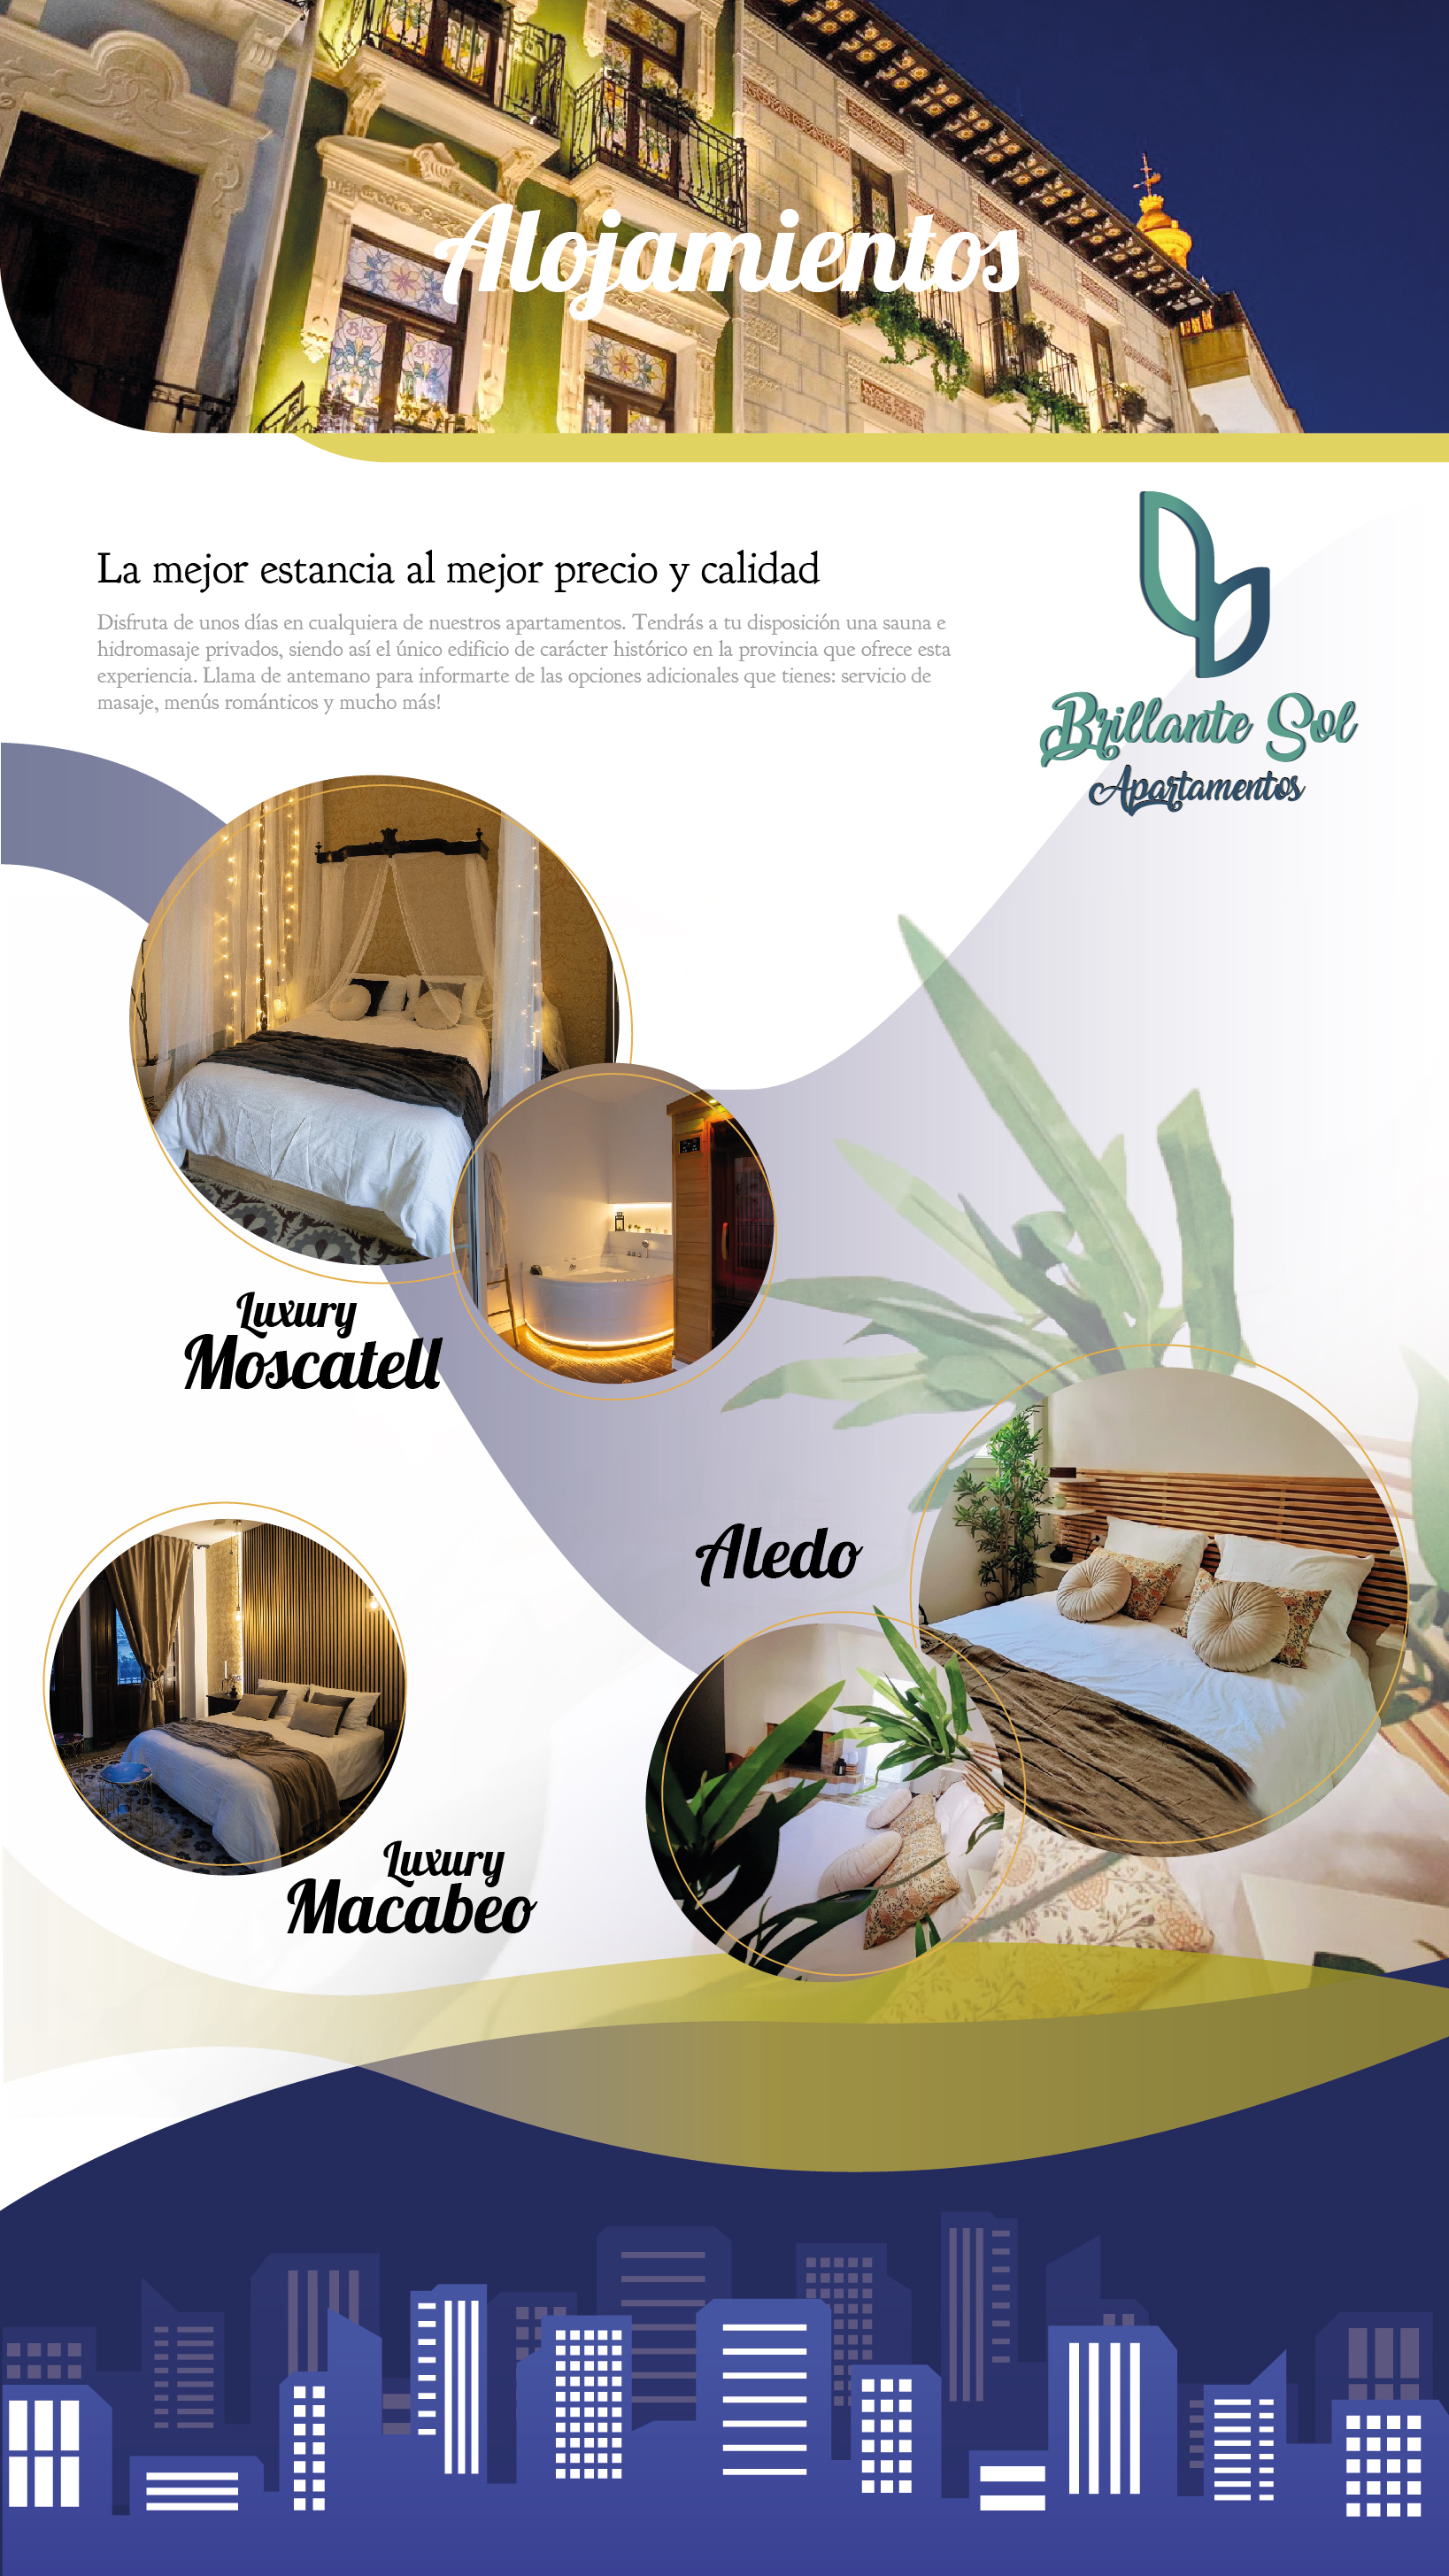 Alojamientos
La mejor estancia al mejor precio y calidad
Disfruta de unos días en cualquiera de nuestros apartamentos. Tendrás a tu disposición una sauna e
hidromasaje privados, siendo así el único edificio de carácter histórico en la provincia que ofrece esta
experiencia. Llama de antemano para informarte de las opciones adicionales que tienes: servicio de
masaje, menús románticos y mucho más!
Brillante Sol
Apartamentos
Luxury
Moscatell
Aledo
Luxury
Macabeo